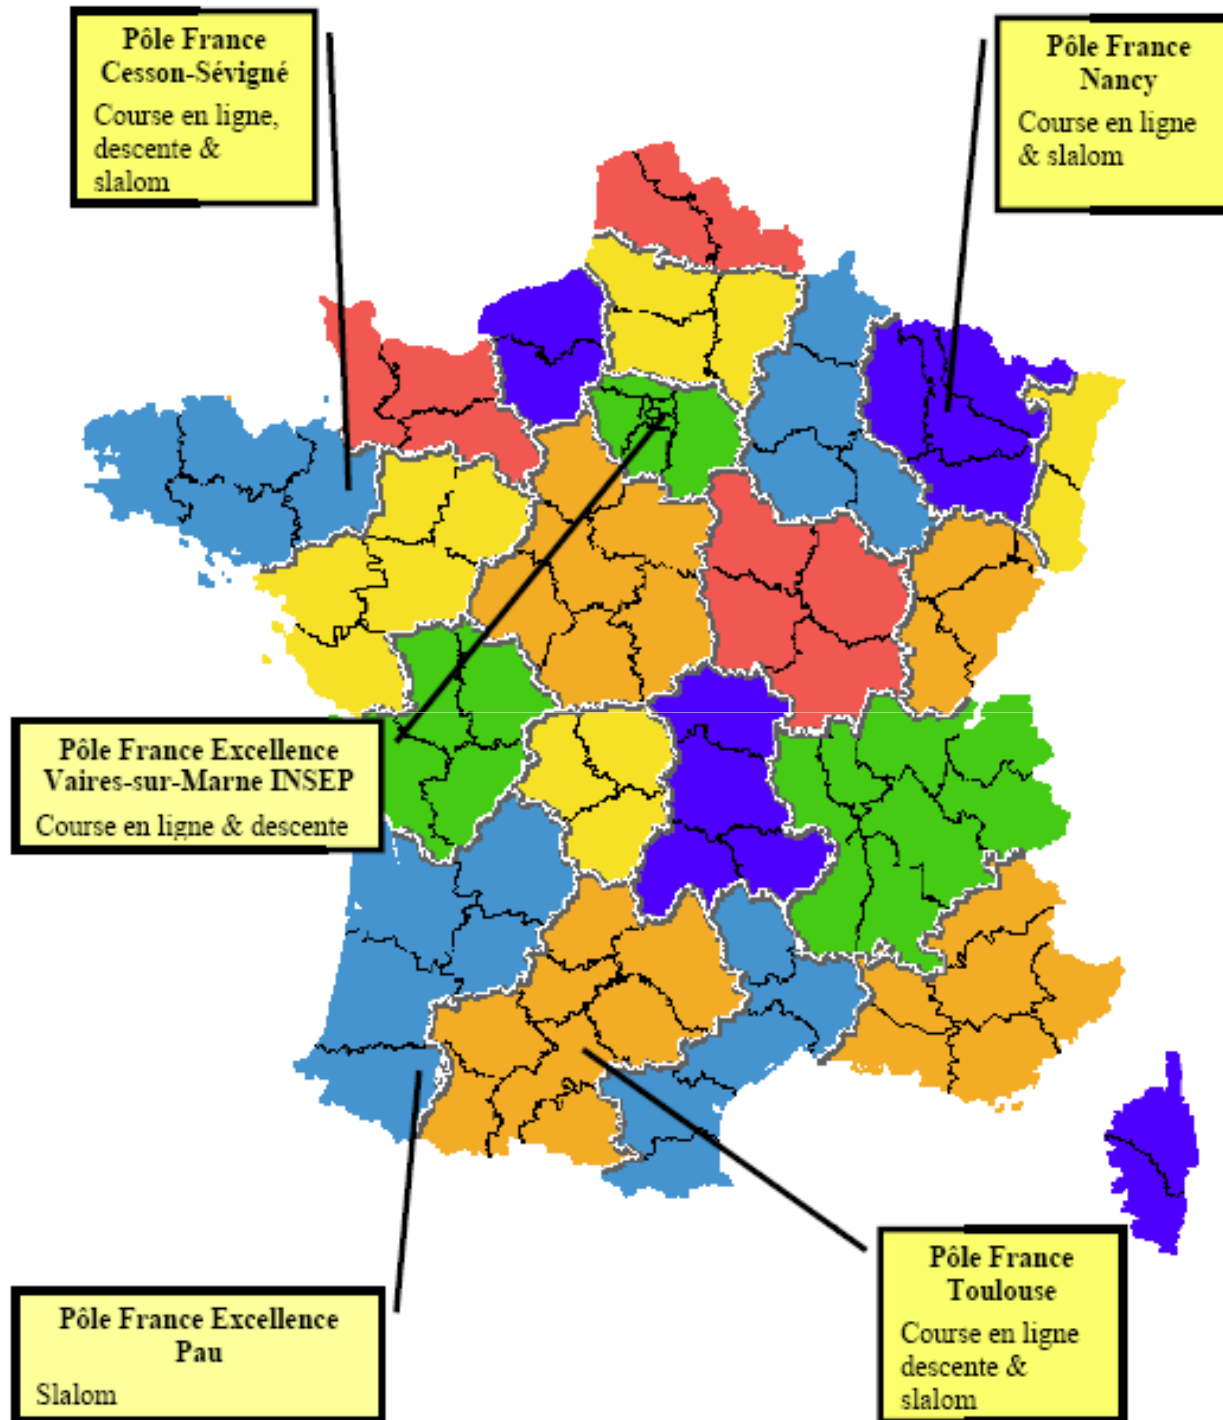 Pôle France
Cesson-Sévigné
Course en ligne,
descente &
slalom
Pôle France
Nancy
Course en ligne
& slalom
Pôle France Excellence
Vaires-sur-Marne INSEP
Course en ligne & descente
Pôle France Excellence
Pau
Slalom
Pôle France
Toulouse
Course en ligne
descente &
slalom